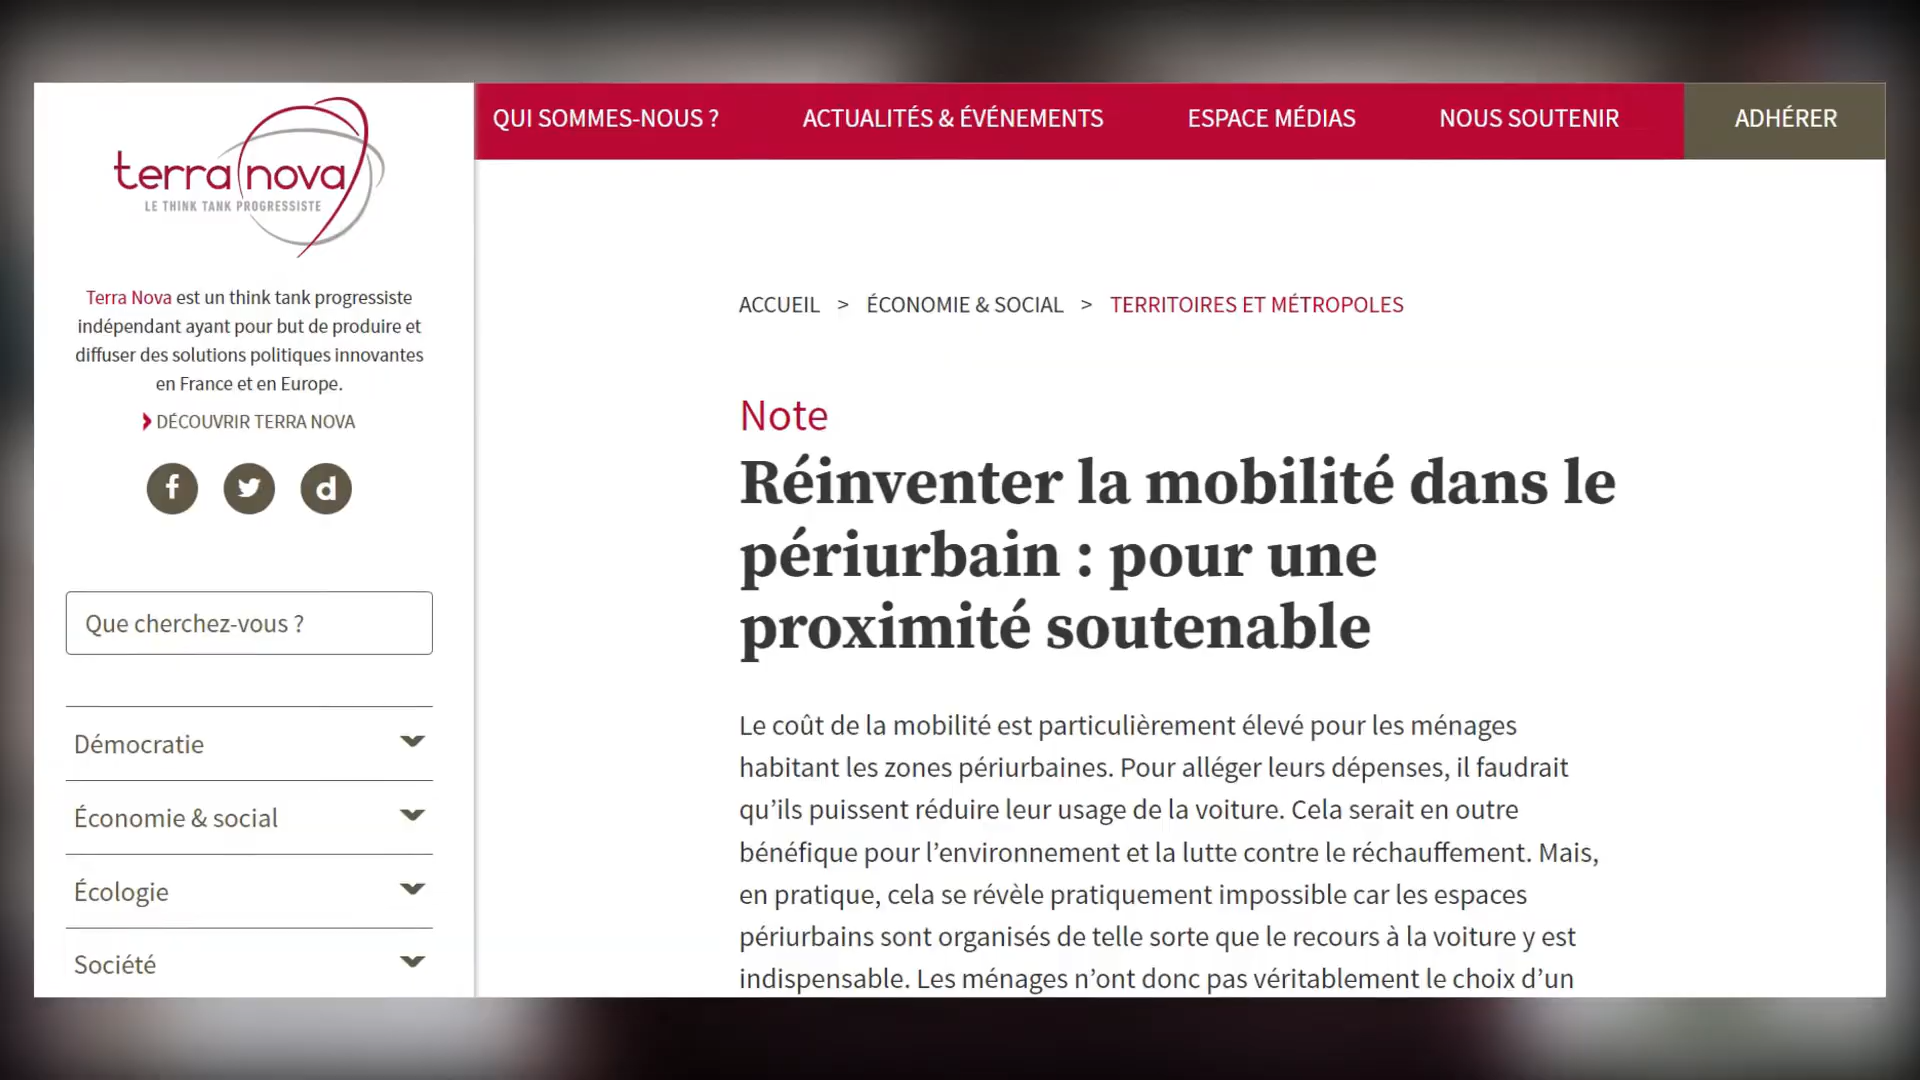 terra nova
LE THINK TANK PROGRESSISTE
Terra Nova est un think tank progressiste
indépendant ayant pour but de produire et
diffuser des solutions politiques innovantes
en France et en Europe.
DÉCOUVRIR TERRA NOVA
Que cherchez-vous ?
Démocratie
Économie & social
Écologie
Société
QUI SOMMES-NOUS ?
ACTUALITÉS & ÉVÉNEMENTS
ESPACE MÉDIAS
NOUS SOUTENIR
ADHÉRER
ACCUEIL > ÉCONOMIE & SOCIAL > TERRITOIRES ET MÉTROPOLES
Note
Réinventer la mobilité dans le
périurbain : pour une
proximité soutenable
Le coût de la mobilité est particulièrement élevé pour les ménages
habitant les zones périurbaines. Pour alléger leurs dépenses, il faudrait
qu’ils puissent réduire leur usage de la voiture. Cela serait en outre
bénéfique pour l’environnement et la lutte contre le réchauffement. Mais,
en pratique, cela se révèle pratiquement impossible car les espaces
périurbains sont organisés de telle sorte que le recours à la voiture y est
indispensable. Les ménages n’ont donc pas véritablement le choix d’un